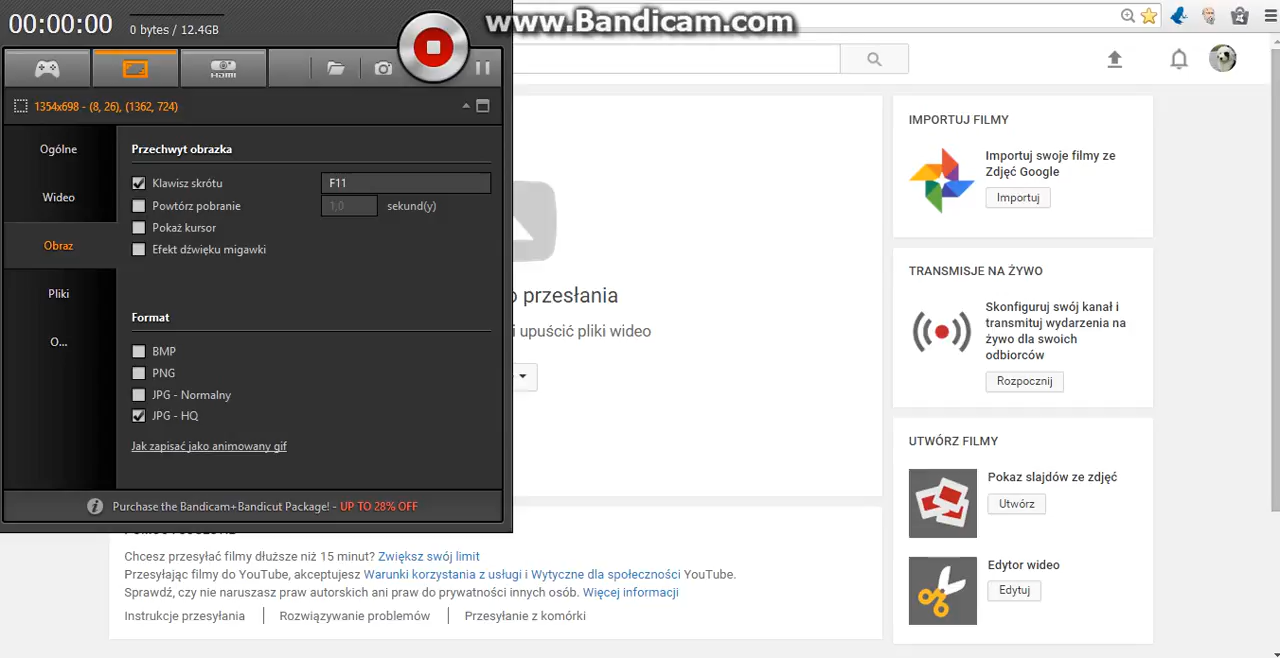 00:00:00
0 bytes / 12.4GB
www.Bandicam.com
HDMI
1354x698 - (8, 26), (1362, 724)
Ogólne
Wideo
Obraz
Pliki
O...
Przechwyt obrazka
Klawisz skrótu
F11
Powtórz pobranie
1,0
sekund(y)
Pokaż kursor
Efekt dźwięku migawki
Format
BMP
PNG
JPG - Normalny
JPG - HQ
Jak zapisać jako animowany gif
Purchase the Bandicam+Bandicut Package! - UP TO 28% OFF
przesłania
i upuścić pliki wideo
Chcesz przesyłać filmy dłuższe niż 15 minut? Zwiększ swój limit
Przesyłając filmy do YouTube, akceptujesz Warunki korzystania z usługi i Wytyczne dla społeczności YouTube.
Sprawdź, czy nie naruszasz praw autorskich ani praw do prywatności innych osób. Więcej informacji
Instrukcje przesyłania
Rozwiązywanie problemów
Przesyłanie z komórki
IMPORTUJ FILMY
Importuj swoje filmy ze
Zdjęć Google
Importuj
TRANSMISJE NA ŻYWO
Skonfiguruj swój kanał i
transmituj wydarzenia na
żywo dla swoich
odbiorców
Rozpocznij
UTWÓRZ FILMY
Pokaz slajdów ze zdjęć
Utwórz
Edytor wideo
Edytuj